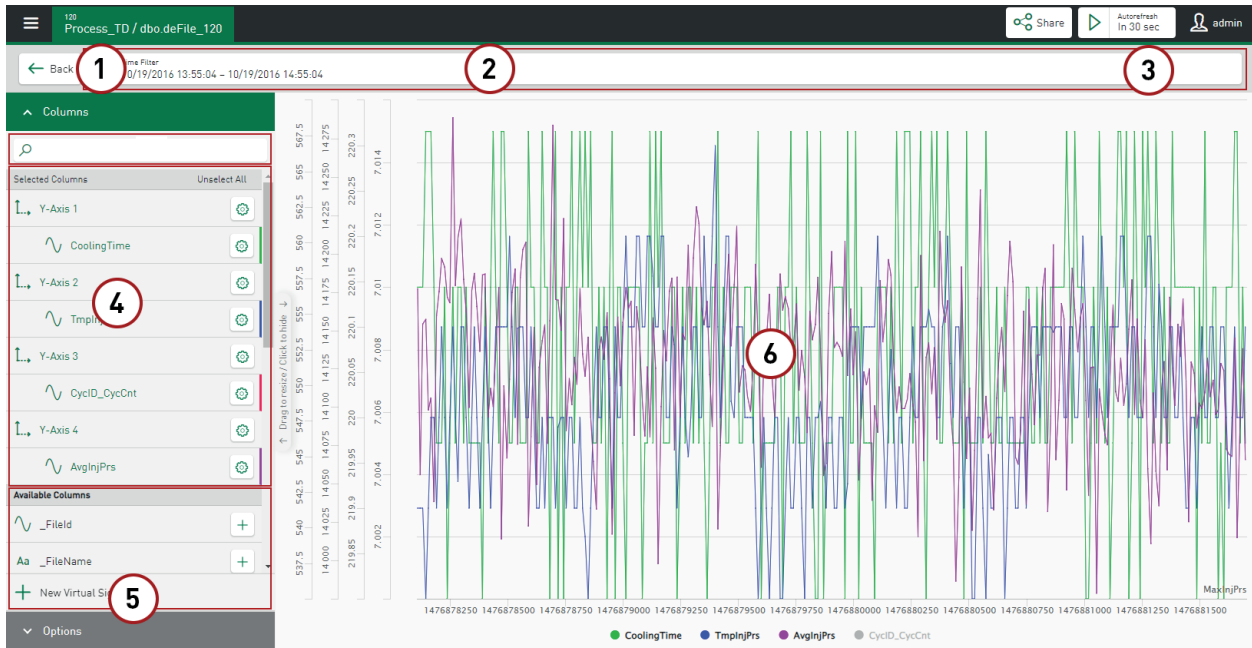 120
Process_TD / dbo.deFile_120
Share
Autorefresh
In 30 sec
admin
Back
1
me Filter
0/19/2016 13:55:04 – 10/19/2016 14:55:04
2
3
Columns
Selected Columns
Unselect All
Y-Axis 1
CoolingTime
Y-Axis 2
4
Y-Axis 3
CycID_CycCnt
Y-Axis 4
AvgInjPrs
Available Columns
_FileId
Aa _FileName
New Virtual
5
Options
← Drag to resize / Click to hide →
567.5
565
562.5
560
557.5
555
552.5
550
547.5
545
542.5
540
537.5
14 275
14 250
14 225
14 200
14 175
14 150
14 125
14 100
14 075
14 050
14 025
14 000
220.3
220.25
220.2
220.15
220.1
220.05
220
219.95
219.9
219.85
7.014
7.012
7.01
7.008
7.006
7.004
7.002
6
MaxInjPrs
1476878250 1476878500 1476878750 1476879000 1476879250 1476879500 1476879750 1476880000 1476880250 1476880500 1476880750 1476881000 1476881250 1476881500
CoolingTime TmpInjPrs AvgInjPrs CycID_CycCnt